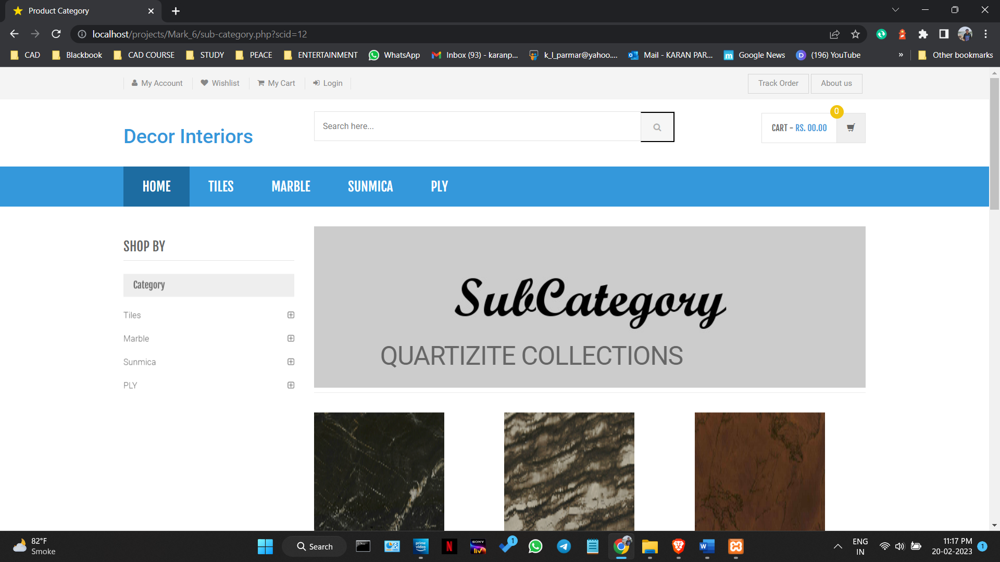 Product Category
localhost/projects/Mark_6/sub-category.php?scid=12
CAD Blackbook CAD COURSE STUDY PEACE ENTERTAINMENT WhatsApp Inbox (93) - karanp... k_l_parmar@yahoo.... Mail - KARAN PAR... Google News (196) YouTube » Other bookmarks
My Account Wishlist My Cart Login Track Order About us
0
Decor Interiors Search here... CART - RS. 00.00
HOME TILES MARBLE SUNMICA PLY
SHOP BY
Category
Tiles
Marble
Sunmica
PLY
SubCategory
QUARTIZITE COLLECTIONS
82°F
Smoke
Search
prime video
N
SONY liv
1
W
ENG
IN
11:17 PM
20-02-2023
1